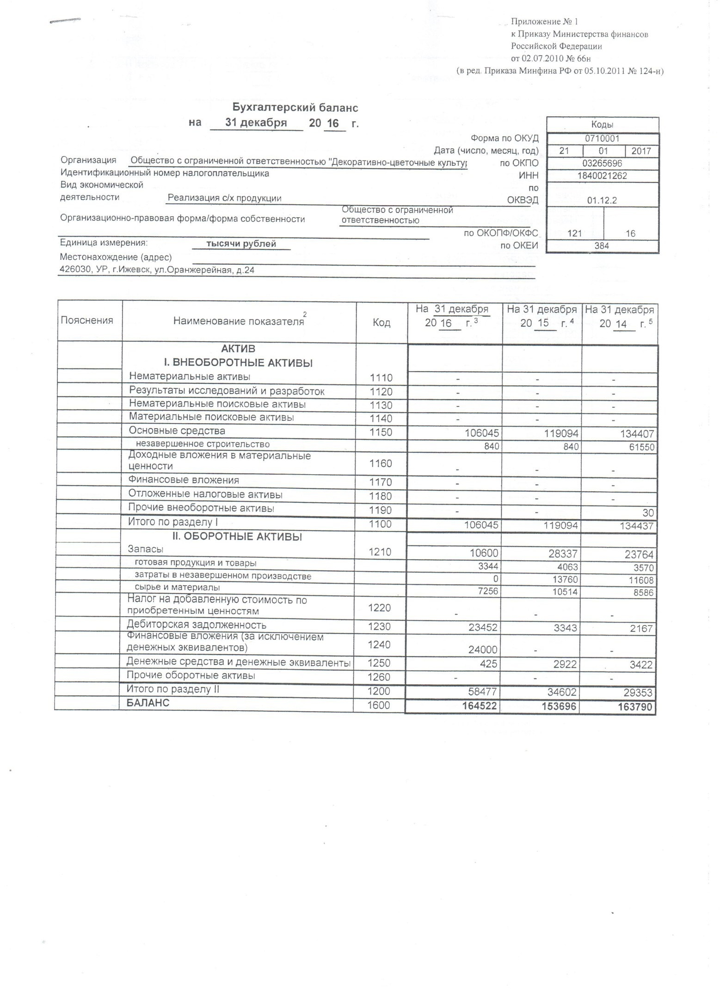 Приложение № 1
к Приказу Министерства финансов
Российской Федерации
от 02.07.2010 № 66н
(в ред. Приказа Минфина РФ от 05.10.2011 № 124-н)
Бухгалтерский баланс
на 31 декабря 20 16 г.
Коды
Форма по ОКУД 0710001
Дата (число, месяц, год) 21 01 2017
Организация Общество с ограниченной ответственностью "Декоративно-цветочные культур по ОКПО 03265696
Идентификационный номер налогоплательщика ИНН 1840021262
Вид экономической по
деятельности Реализация с/х продукции ОКВЭД 01.12.2
Организационно-правовая форма/форма собственности Общество с ограниченной
ответственностью
по ОКОПФ/ОКФС 121 16
Единица измерения: тысячи рублей по ОКЕИ 384
Местонахождение (адрес)
426030, УР, г.Ижевск, ул.Оранжерейная, д.24
Пояснения Наименование показателя 2 Код На 31 декабря 20 16 г. 3 На 31 декабря 20 15 г. 4 На 31 декабря 20 14 г. 5
АКТИВ
I. ВНЕОБОРОТНЫЕ АКТИВЫ
Нематериальные активы 1110 - - -
Результаты исследований и разработок 1120 - - -
Нематериальные поисковые активы 1130 - - -
Материальные поисковые активы 1140 - - -
Основные средства 1150 106045 119094 134407
незавершенное строительство 840 840 61550
Доходные вложения в материальные
ценности 1160 - - -
Финансовые вложения 1170 - - -
Отложенные налоговые активы 1180 - - -
Прочие внеоборотные активы 1190 - - 30
Итого по разделу I 1100 106045 119094 134437
II. ОБОРОТНЫЕ АКТИВЫ
Запасы 1210 10600 28337 23764
готовая продукция и товары 3344 4063 3570
затраты в незавершенном производстве 0 13760 11608
сырье и материалы 7256 10514 8586
Налог на добавленную стоимость по
приобретенным ценностям 1220 - - -
Дебиторская задолженность 1230 23452 3343 2167
Финансовые вложения (за исключением
денежных эквивалентов) 1240 24000 - -
Денежные средства и денежные эквиваленты 1250 425 2922 3422
Прочие оборотные активы 1260 - - -
Итого по разделу II 1200 58477 34602 29353
БАЛАНС 1600 164522 153696 163790